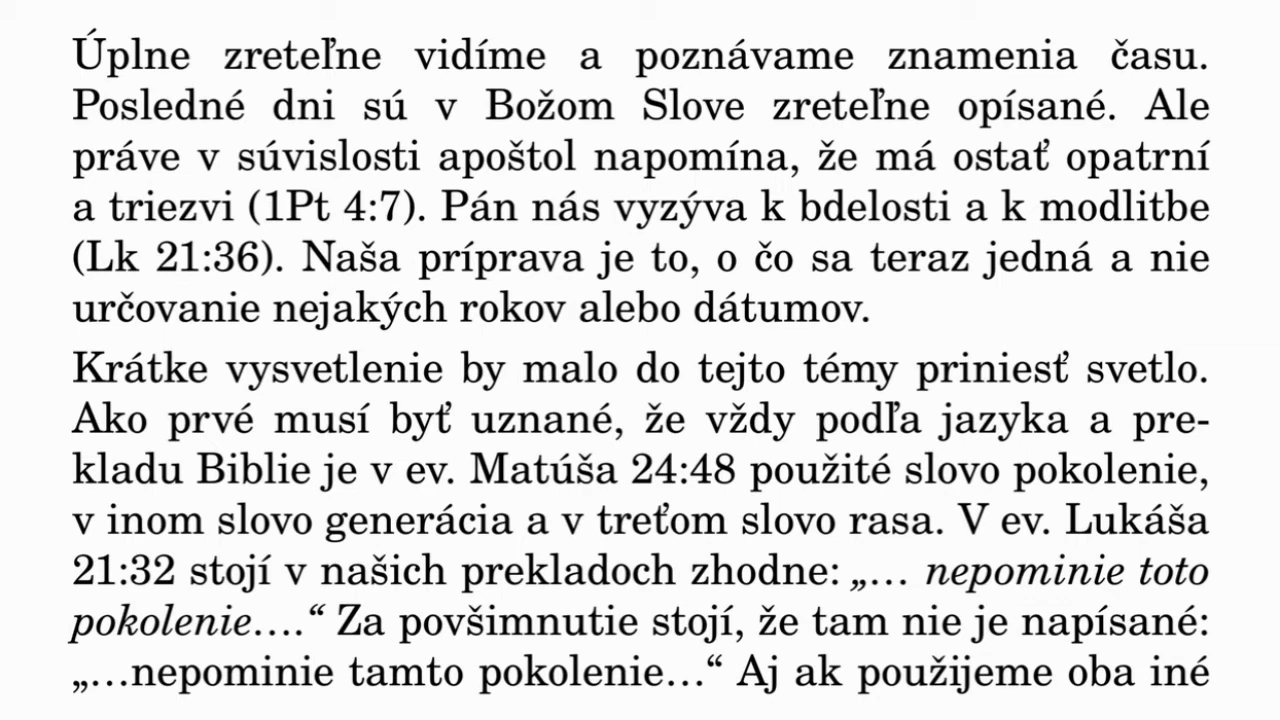 Úplne zreteľne vidíme a poznávame znamenia času.
Posledné dni sú v Božom Slove zreteľne opísané. Ale
práve v súvislosti apoštol napomína, že má ostať opatrní
a triezvi (1Pt 4:7). Pán nás vyzýva k bdelosti a k modlitbe
(Lk 21:36). Naša príprava je to, o čo sa teraz jedná a nie
určovanie nejakých rokov alebo dátumov.
Krátke vysvetlenie by malo do tejto témy priniesť svetlo.
Ako prvé musí byť uznané, že vždy podľa jazyka a pre-
kladu Biblie je v ev. Matúša 24:48 použité slovo pokolenie,
v inom slovo generácia a v treťom slovo rasa. V ev. Lukáša
21:32 stojí v našich prekladoch zhodne: „… nepominie toto
pokolenie….“ Za povšimnutie stojí, že tam nie je napísané:
„…nepominie tamto pokolenie…“ Aj ak použijeme oba iné